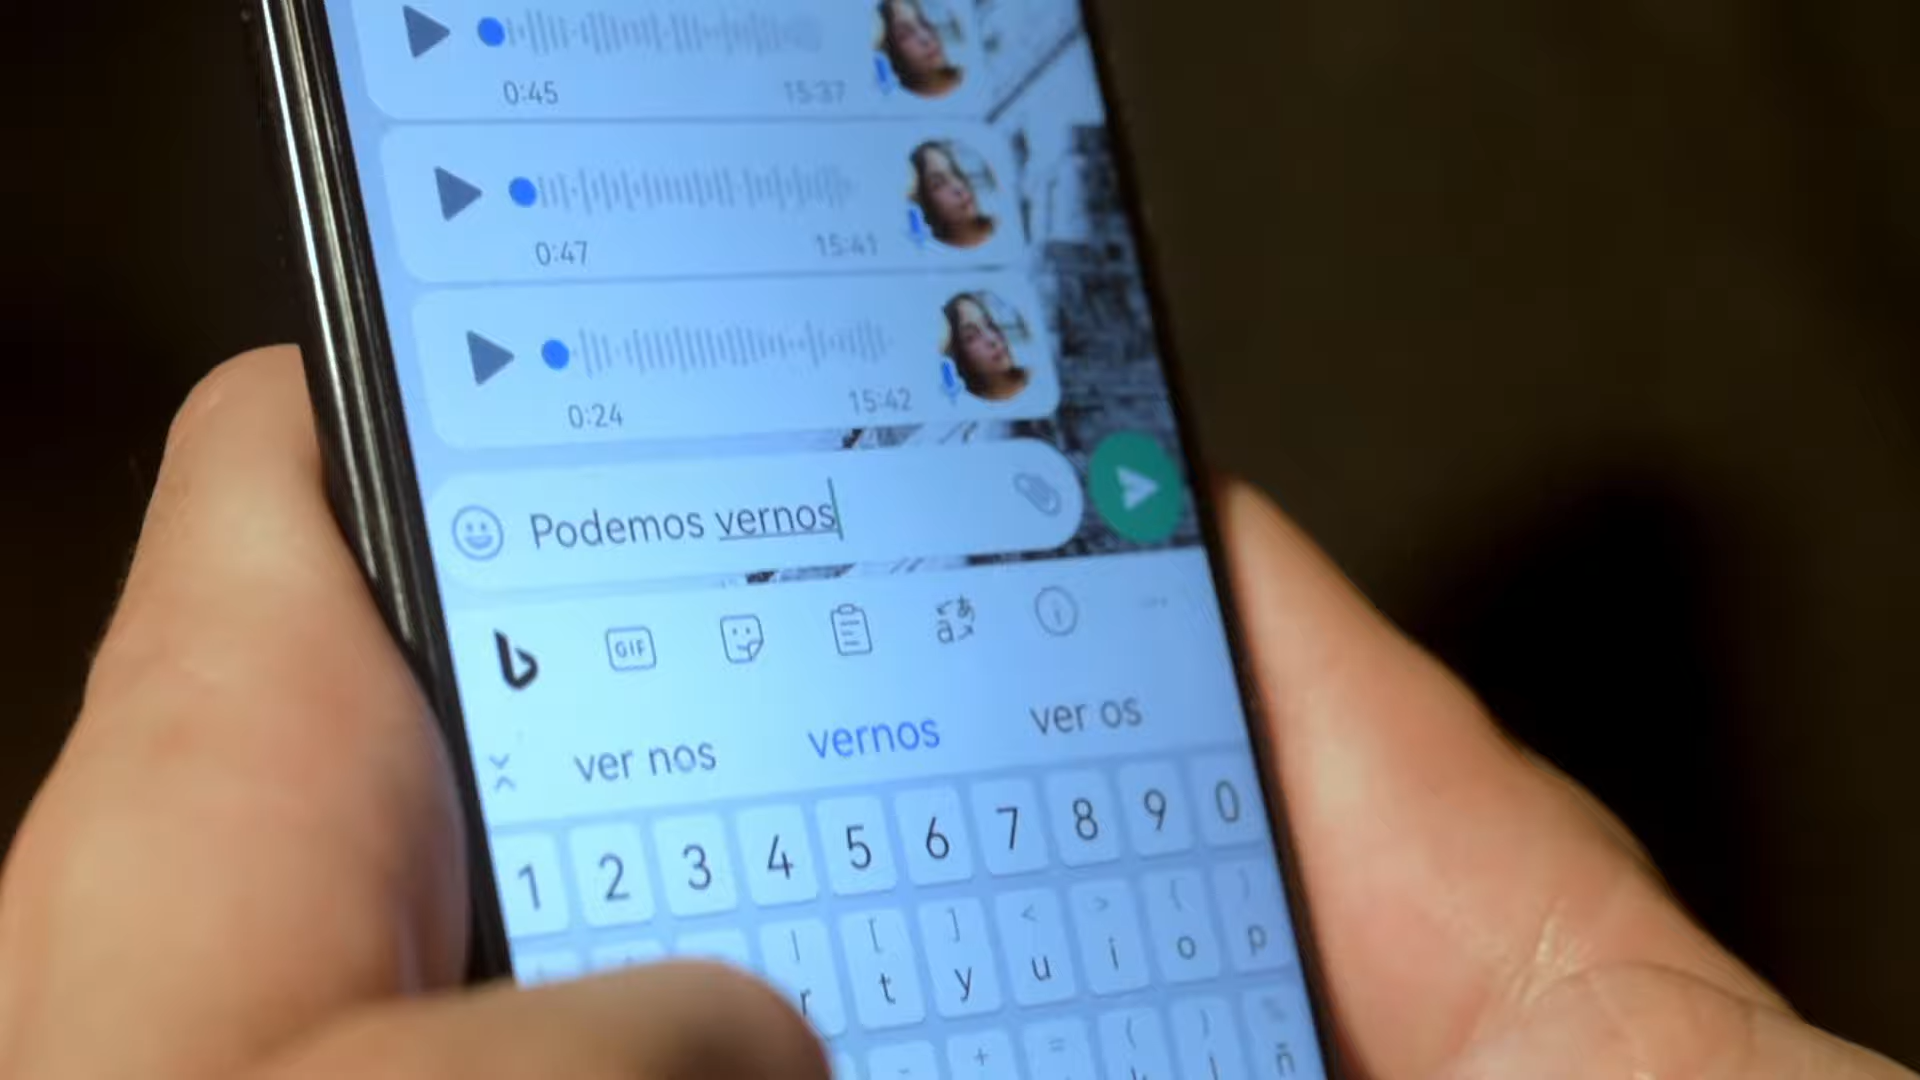 0:45 15:37
0:47 15:41
0:24 15:42
Podemos vernos
GIF
ver nos vernos ver os
1 2 3 4 5 6 7 8 9 0
| [ ] < > { }
r t y u i o p
- + = ( )
ñ